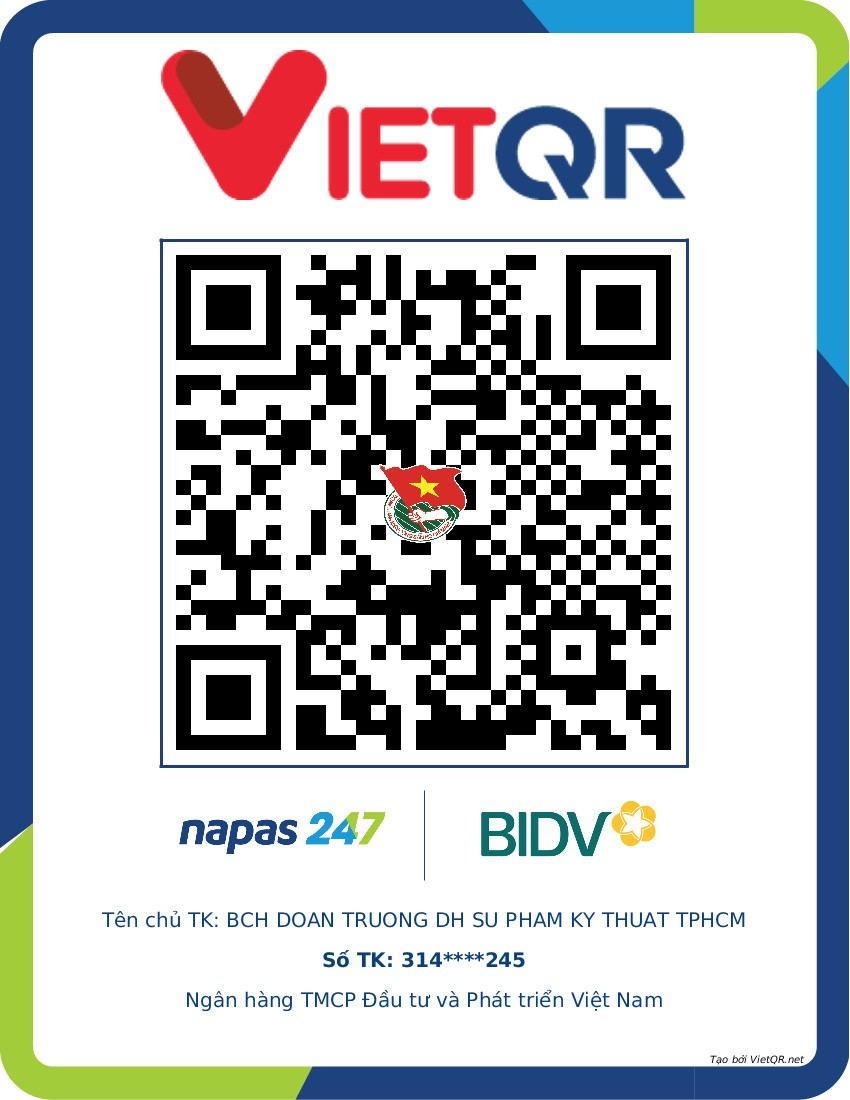 VIETQR
napas 247
BIDV
Tên chủ TK: BCH DOAN TRUONG DH SU PHAM KY THUAT TPHCM
Số TK: 314****245
Ngân hàng TMCP Đầu tư và Phát triển Việt Nam
Tạo bởi VietQR.net